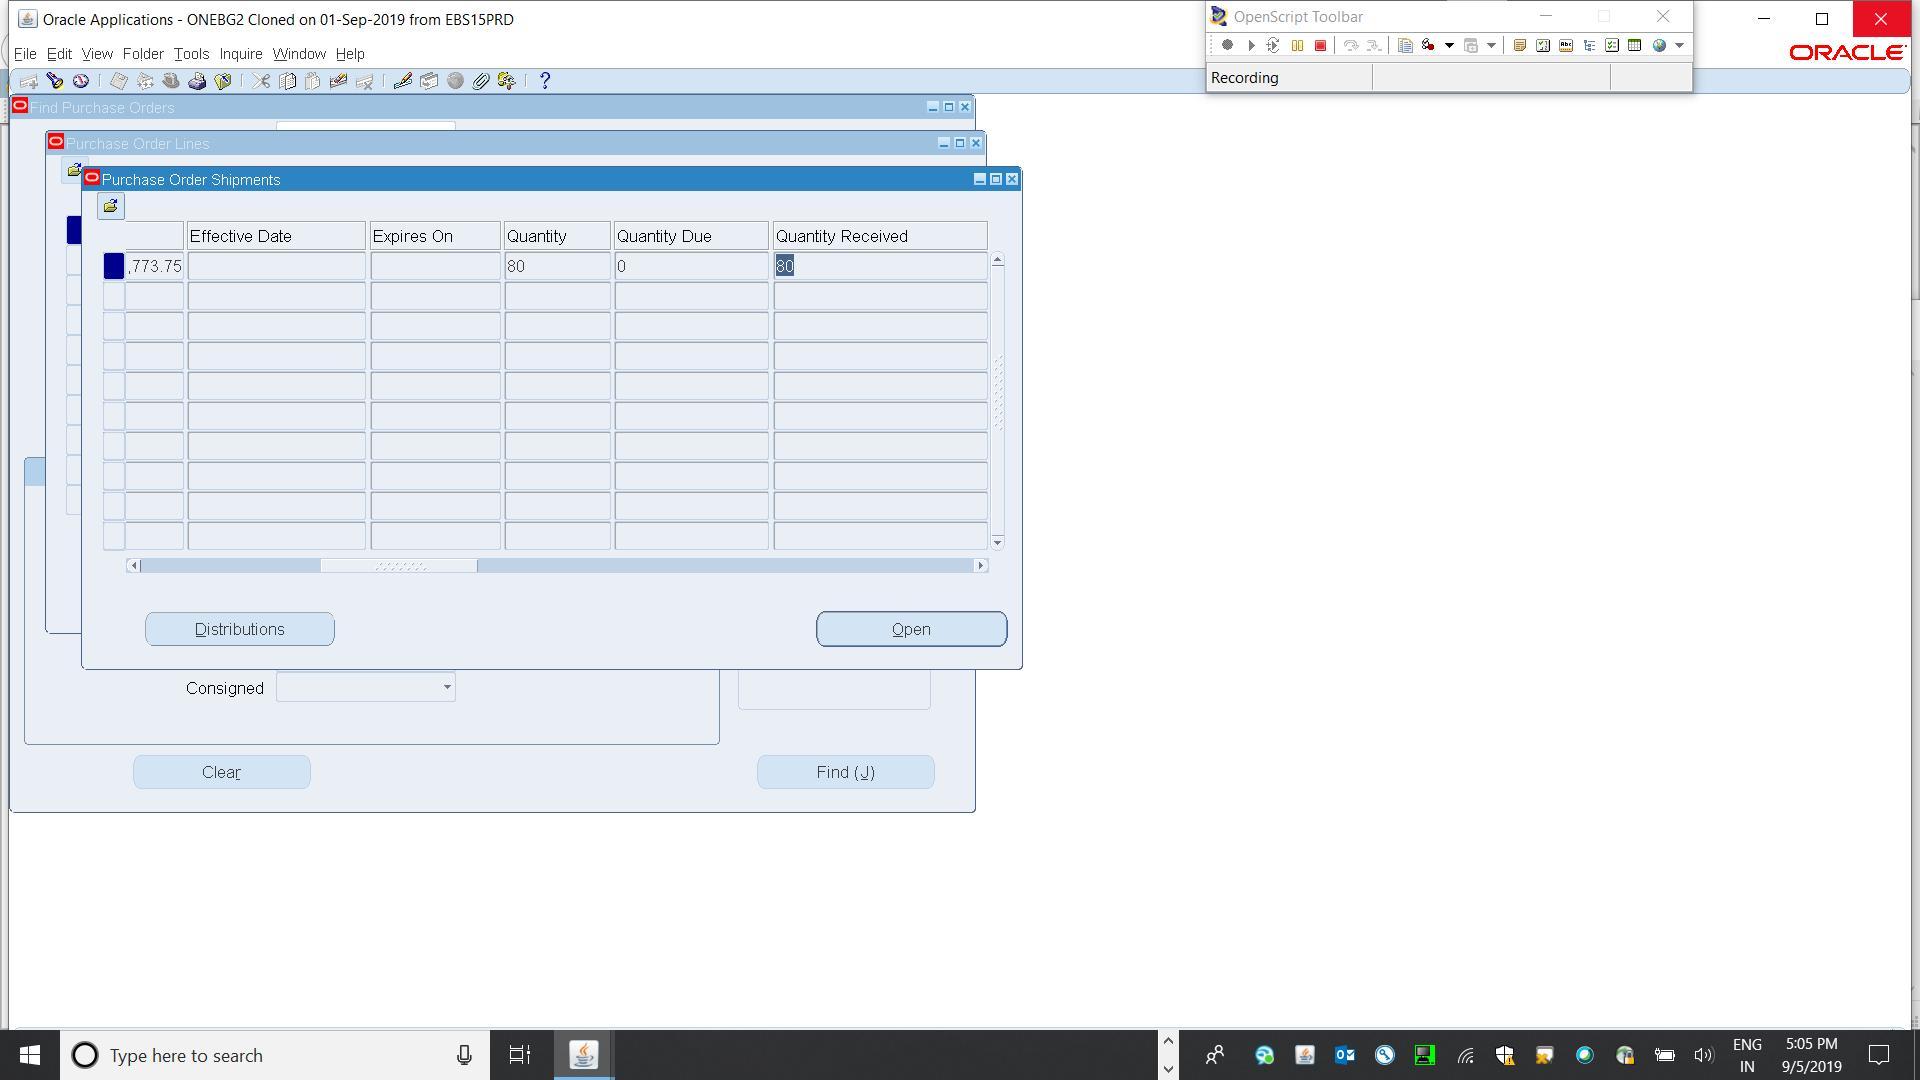 Oracle Applications - ONEBG2 Cloned on 01-Sep-2019 from EBS15PRD
OpenScript Toolbar
File Edit View Folder Tools Inquire Window Help
ORACLE
Recording
Find Purchase Orders
Purchase Order Lines
Purchase Order Shipments
Effective Date Expires On Quantity Quantity Due Quantity Received
,773.75 80 0 80
Distributions Open
Consigned
Clear Find (J)
Type here to search
ENG
IN
5:05 PM
9/5/2019